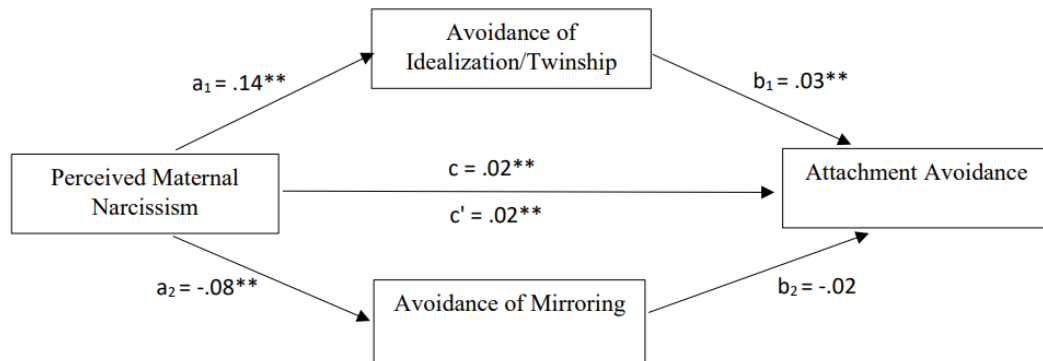 Avoidance of
Idealization/Twinship
a₁ = .14**
b₁ = .03**
Perceived Maternal
Narcissism
c = .02**
c' = .02**
Attachment Avoidance
a₂ = -.08**
Avoidance of Mirroring
b₂ = -.02